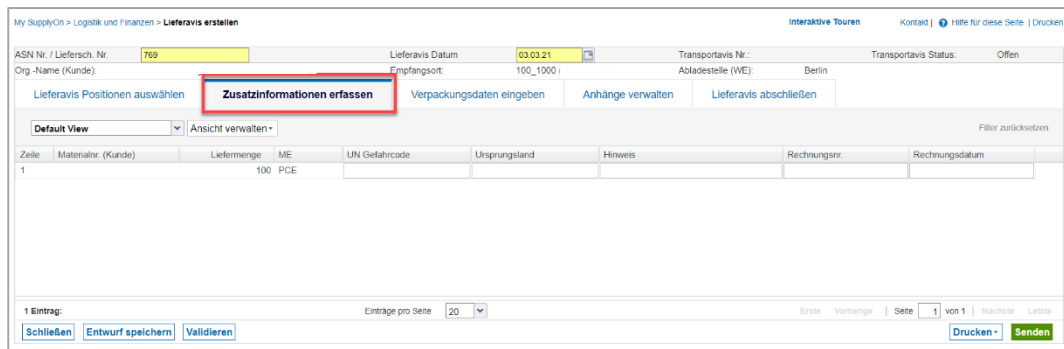 My SupplyOn > Logistik und Finanzen > Lieferavis erstellen Interaktive Touren Kontakt | Hilfe für diese Seite | Drucken
ASN Nr. / Liefersch. Nr. 769 Lieferavis Datum 03.03.21 Transportavis Nr.: Transportavis Status: Offen
Org.-Name (Kunde): Empfangsort: 100_1000 / Abladestelle (WE): Berlin
Lieferavis Positionen auswählen Zusatzinformationen erfassen Verpackungsdaten eingeben Anhänge verwalten Lieferavis abschließen
Default View Ansicht verwalten Filter zurücksetzen
Zeile Materialnr. (Kunde) Liefermenge ME UN Gefahrcode Ursprungsland Hinweis Rechnungsnr. Rechnungsdatum
1 100 PCE
1 Eintrag: Einträge pro Seite 20 Erste Vorherige | Seite 1 von 1 | Nächste Letzte
Schließen Entwurf speichern Validieren Drucken Senden